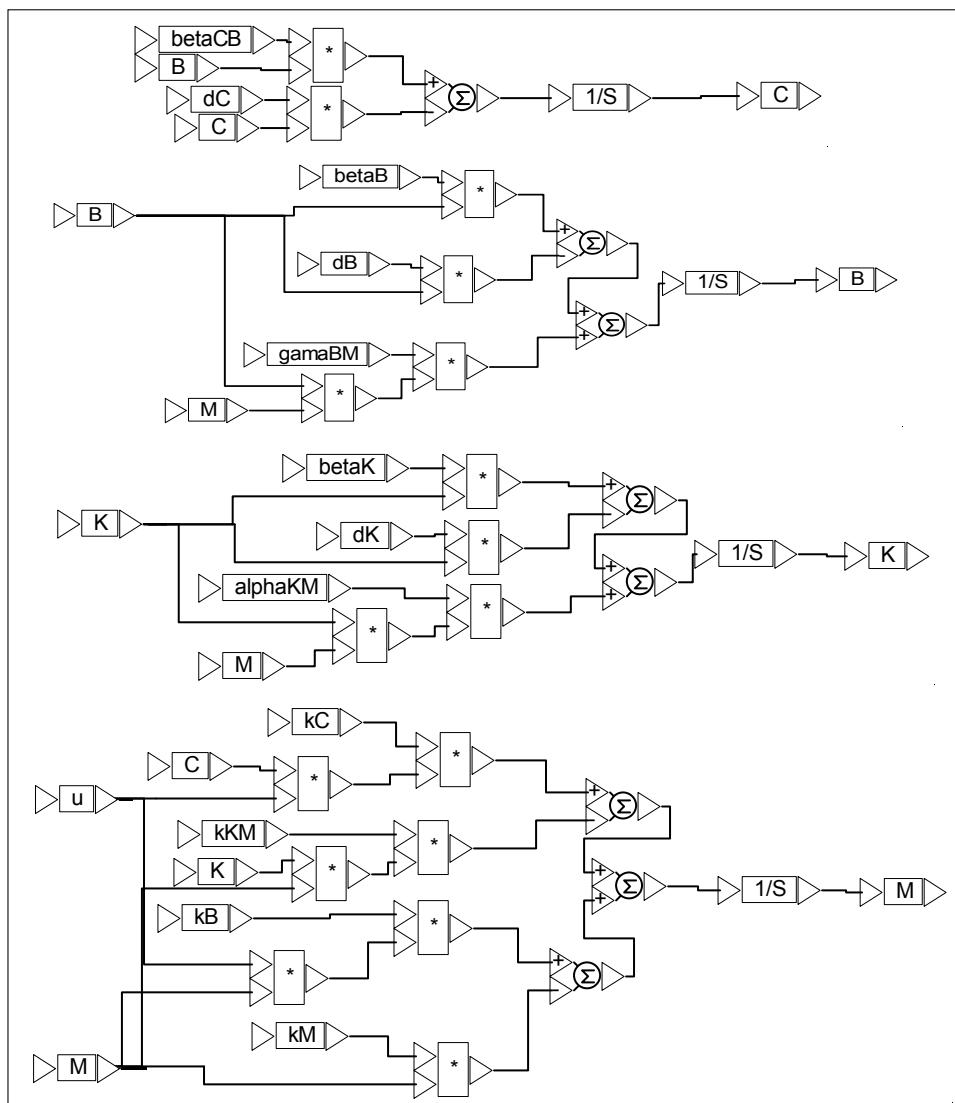 betaCB
*
B
+
Σ
1/S
C
dC
*
C
betaB
*
B
+
Σ
dB
*
1/S
B
+
Σ
+
gamaBM
*
*
M
betaK
*
+
Σ
K
dK
*
1/S
K
+
Σ
+
alphaKM
*
*
M
kC
*
C
*
u
+
Σ
kKM
*
K
*
+
Σ
+
1/S
M
kB
*
*
+
Σ
kM
*
M